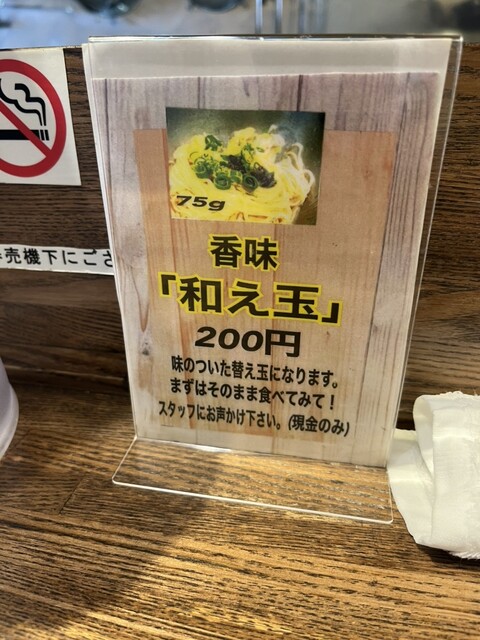 75g
香味
「和え玉」
200円
味のついた替え玉になります。
まずはそのまま食べてみて!
スタッフにお声かけ下さい。(現金のみ)
売機下にござ